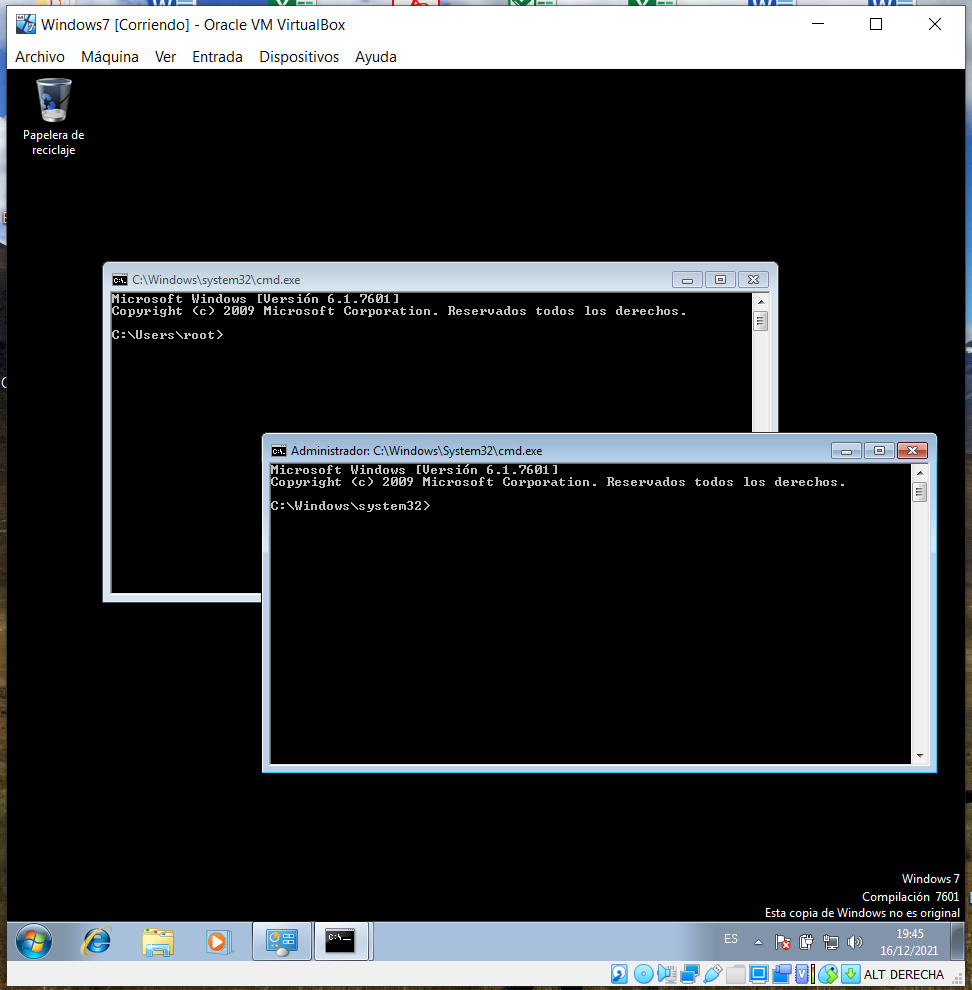 Windows7 [Corriendo] - Oracle VM VirtualBox
Archivo Máquina Ver Entrada Dispositivos Ayuda
Papelera de
reciclaje
C:\Windows\system32\cmd.exe
Microsoft Windows [Versión 6.1.7601]
Copyright (c) 2009 Microsoft Corporation. Reservados todos los derechos.
C:\Users\root>
Administrador: C:\Windows\System32\cmd.exe
Microsoft Windows [Versión 6.1.7601]
Copyright (c) 2009 Microsoft Corporation. Reservados todos los derechos.
C:\Windows\system32>
Windows 7
Compilación 7601
Esta copia de Windows no es original
ES
19:45
16/12/2021
ALT DERECHA